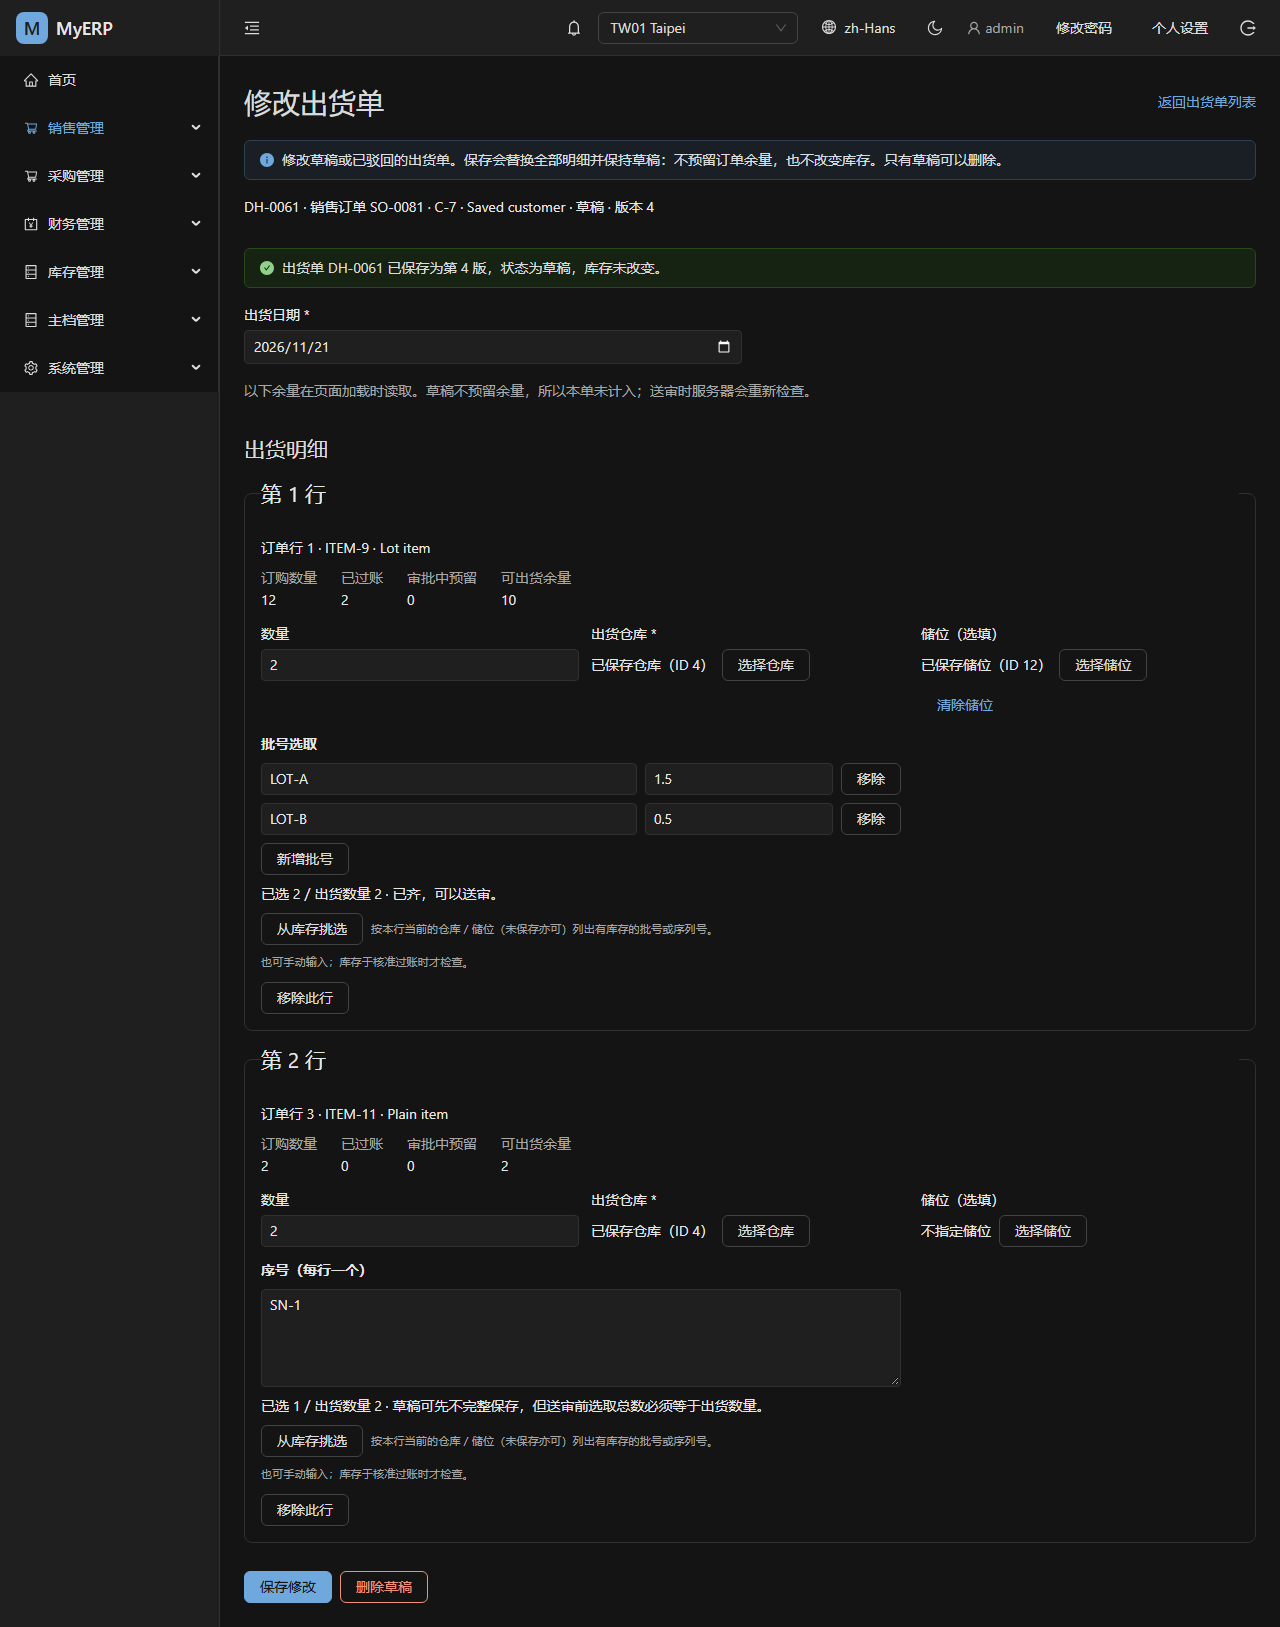 M MyERP
TW01 Taipei
zh-Hans
admin
修改密码
个人设置
首页
销售管理
采购管理
财务管理
库存管理
主档管理
系统管理
修改出货单
返回出货单列表
修改草稿或已驳回的出货单。保存会替换全部明细并保持草稿：不预留订单余量，也不改变库存。只有草稿可以删除。
DH-0061 · 销售订单 SO-0081 · C-7 · Saved customer · 草稿 · 版本 4
出货单 DH-0061 已保存为第 4 版，状态为草稿，库存未改变。
出货日期 *
2026/11/21
以下余量在页面加载时读取。草稿不预留余量，所以本单未计入；送审时服务器会重新检查。
出货明细
第 1 行
订单行 1 · ITEM-9 · Lot item
订购数量 已过账 审批中预留 可出货余量
12 2 0 10
数量 出货仓库 * 储位（选填）
2 已保存仓库（ID 4） 选择仓库 已保存储位（ID 12） 选择储位
清除储位
批号选取
LOT-A 1.5 移除
LOT-B 0.5 移除
新增批号
已选 2 / 出货数量 2 · 已齐，可以送审。
从库存挑选 按本行当前的仓库 / 储位（未保存亦可）列出有库存的批号或序列号。
也可手动输入；库存于核准过账时才检查。
移除此行
第 2 行
订单行 3 · ITEM-11 · Plain item
订购数量 已过账 审批中预留 可出货余量
2 0 0 2
数量 出货仓库 * 储位（选填）
2 已保存仓库（ID 4） 选择仓库 不指定储位 选择储位
序号（每行一个）
SN-1
已选 1 / 出货数量 2 · 草稿可先不完整保存，但送审前选取总数必须等于出货数量。
从库存挑选 按本行当前的仓库 / 储位（未保存亦可）列出有库存的批号或序列号。
也可手动输入；库存于核准过账时才检查。
移除此行
保存修改 删除草稿